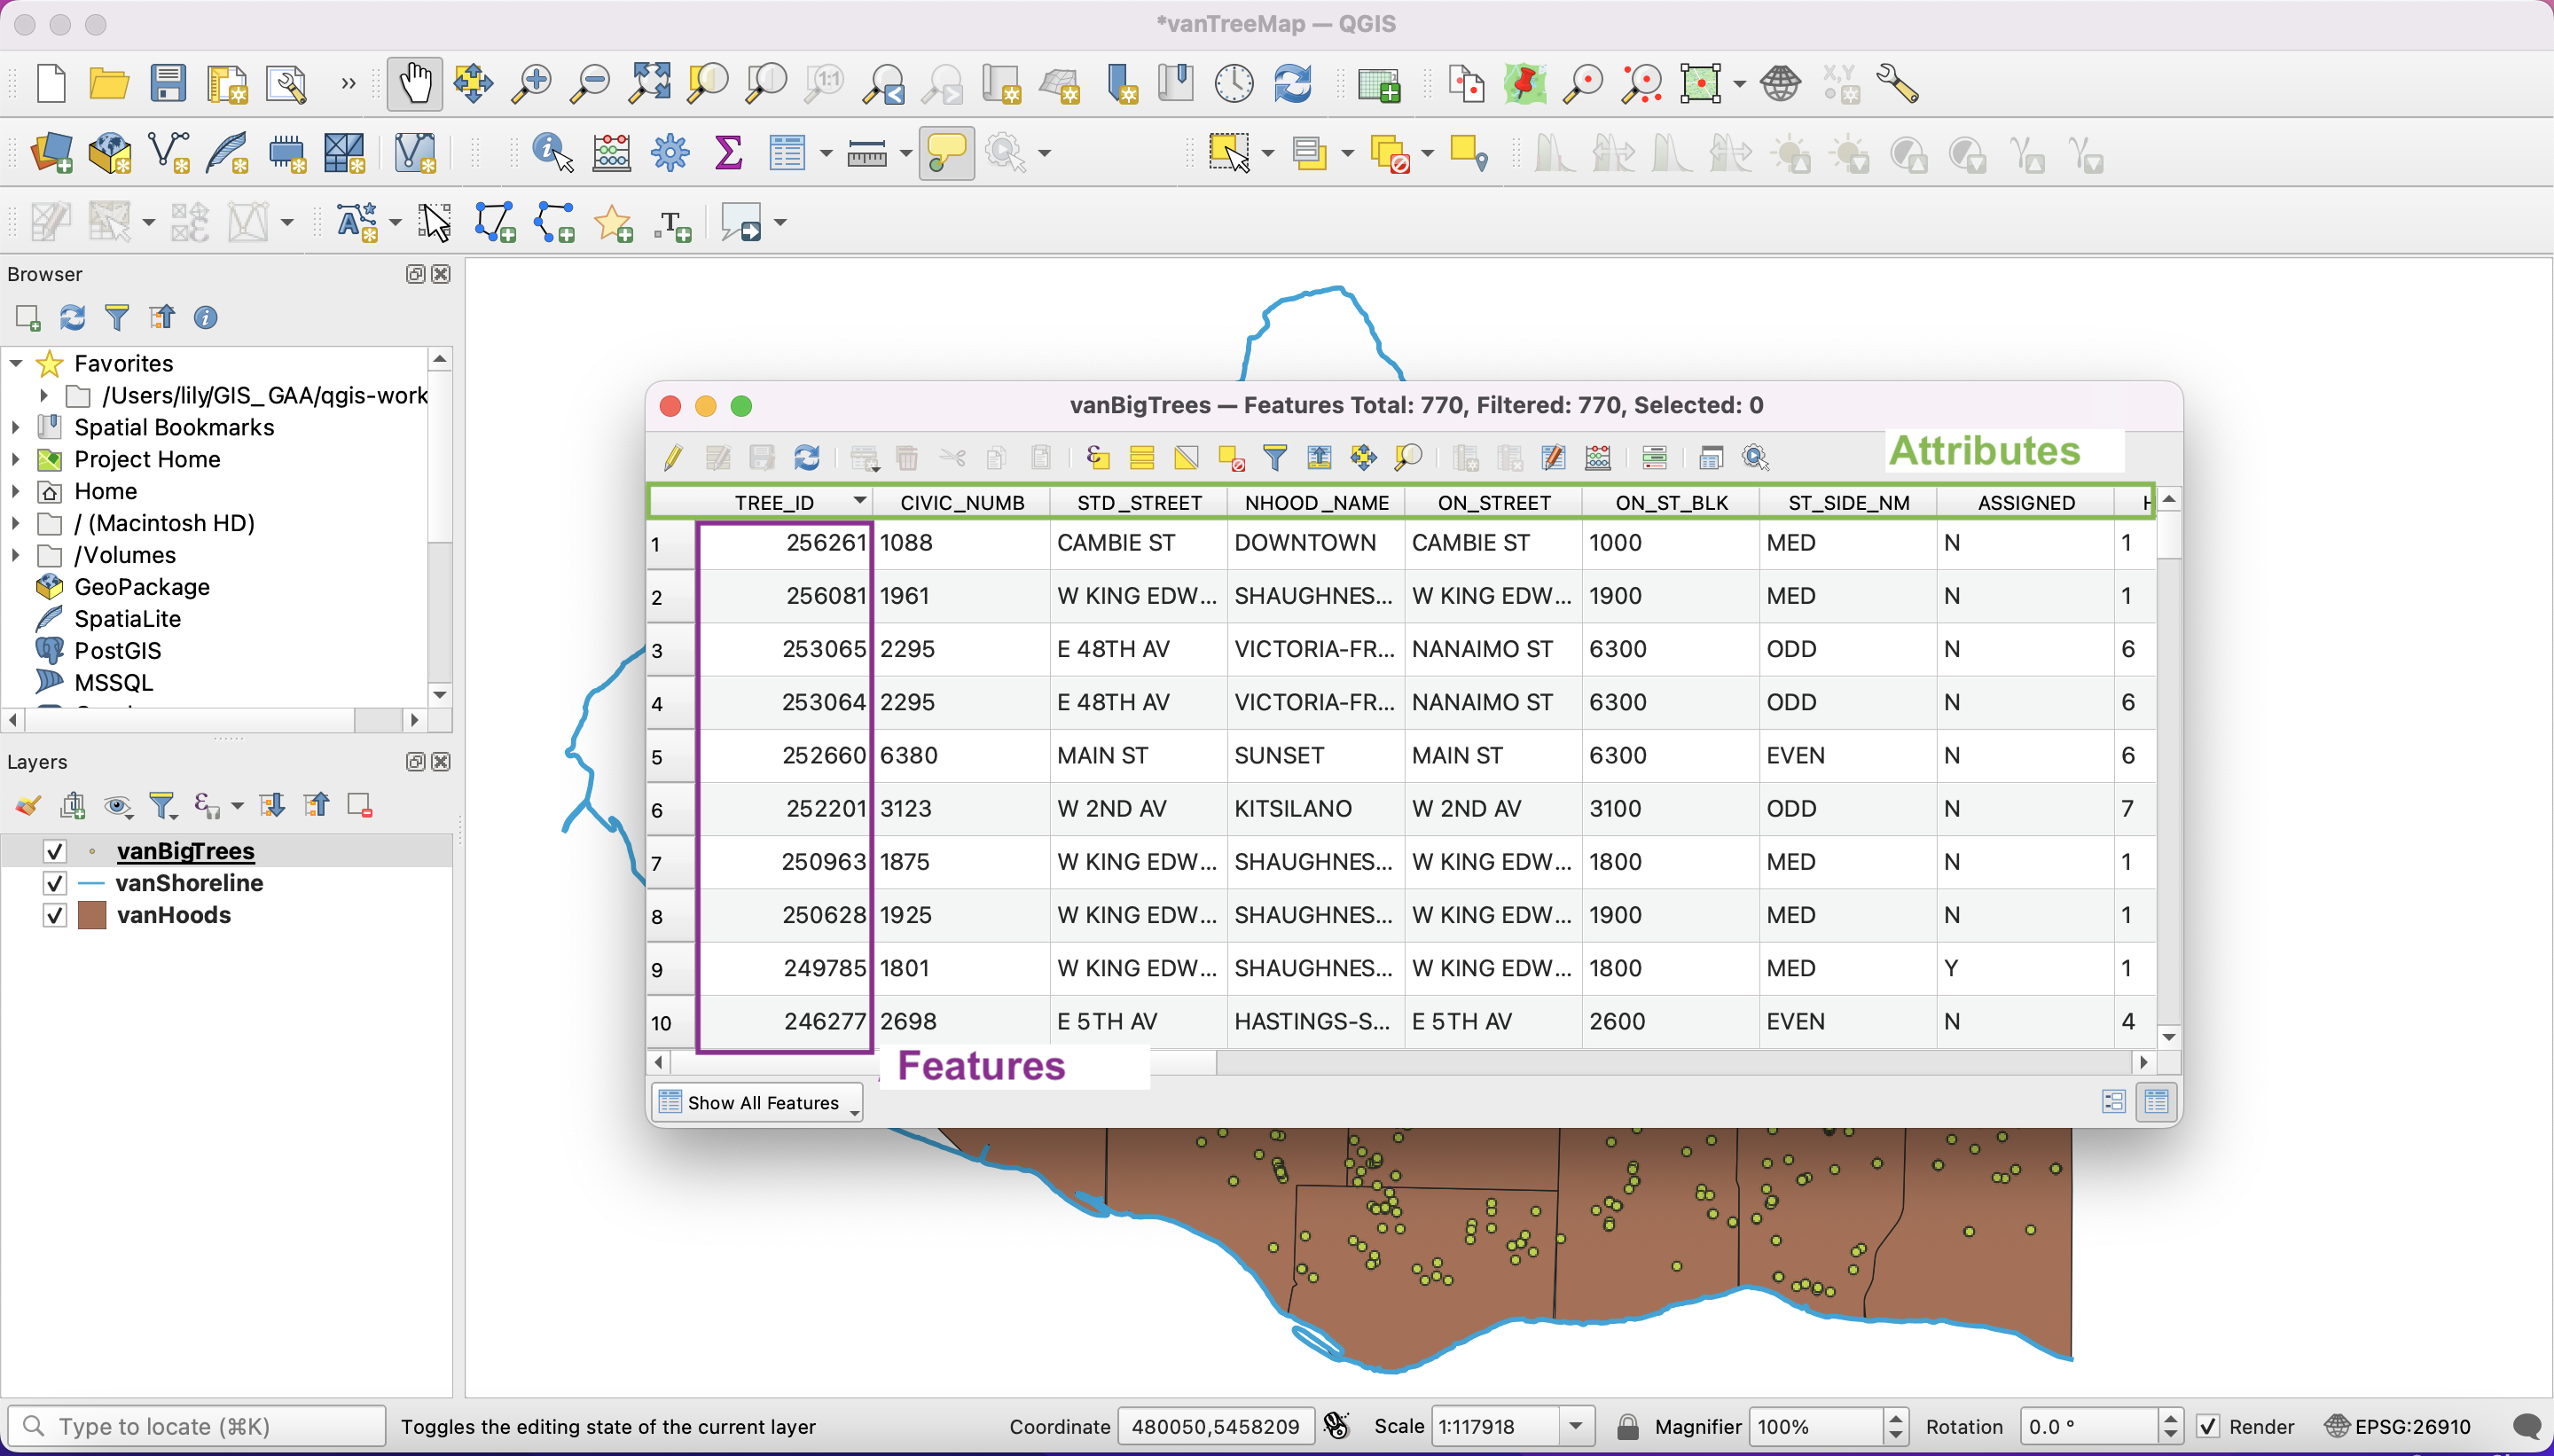 *vanTreeMap — QGIS
Browser
Favorites
/Users/lily/GIS_GAA/qgis-work
Spatial Bookmarks
Project Home
Home
/ (Macintosh HD)
/Volumes
GeoPackage
SpatiaLite
PostGIS
MSSQL
Layers
vanBigTrees
vanShoreline
vanHoods
vanBigTrees — Features Total: 770, Filtered: 770, Selected: 0
Attributes
TREE_ID CIVIC_NUMB STD_STREET NHOOD_NAME ON_STREET ON_ST_BLK ST_SIDE_NM ASSIGNED
1 256261 1088 CAMBIE ST DOWNTOWN CAMBIE ST 1000 MED N 1
2 256081 1961 W KING EDW... SHAUGHNES... W KING EDW... 1900 MED N 1
3 253065 2295 E 48TH AV VICTORIA-FR... NANAIMO ST 6300 ODD N 6
4 253064 2295 E 48TH AV VICTORIA-FR... NANAIMO ST 6300 ODD N 6
5 252660 6380 MAIN ST SUNSET MAIN ST 6300 EVEN N 6
6 252201 3123 W 2ND AV KITSILANO W 2ND AV 3100 ODD N 7
7 250963 1875 W KING EDW... SHAUGHNES... W KING EDW... 1800 MED N 1
8 250628 1925 W KING EDW... SHAUGHNES... W KING EDW... 1900 MED N 1
9 249785 1801 W KING EDW... SHAUGHNES... W KING EDW... 1800 MED Y 1
10 246277 2698 E 5TH AV HASTINGS-S... E 5TH AV 2600 EVEN N 4
Features
Show All Features
Type to locate (⌘K) Toggles the editing state of the current layer Coordinate 480050,5458209 Scale 1:117918 Magnifier 100% Rotation 0.0 ° Render EPSG:26910